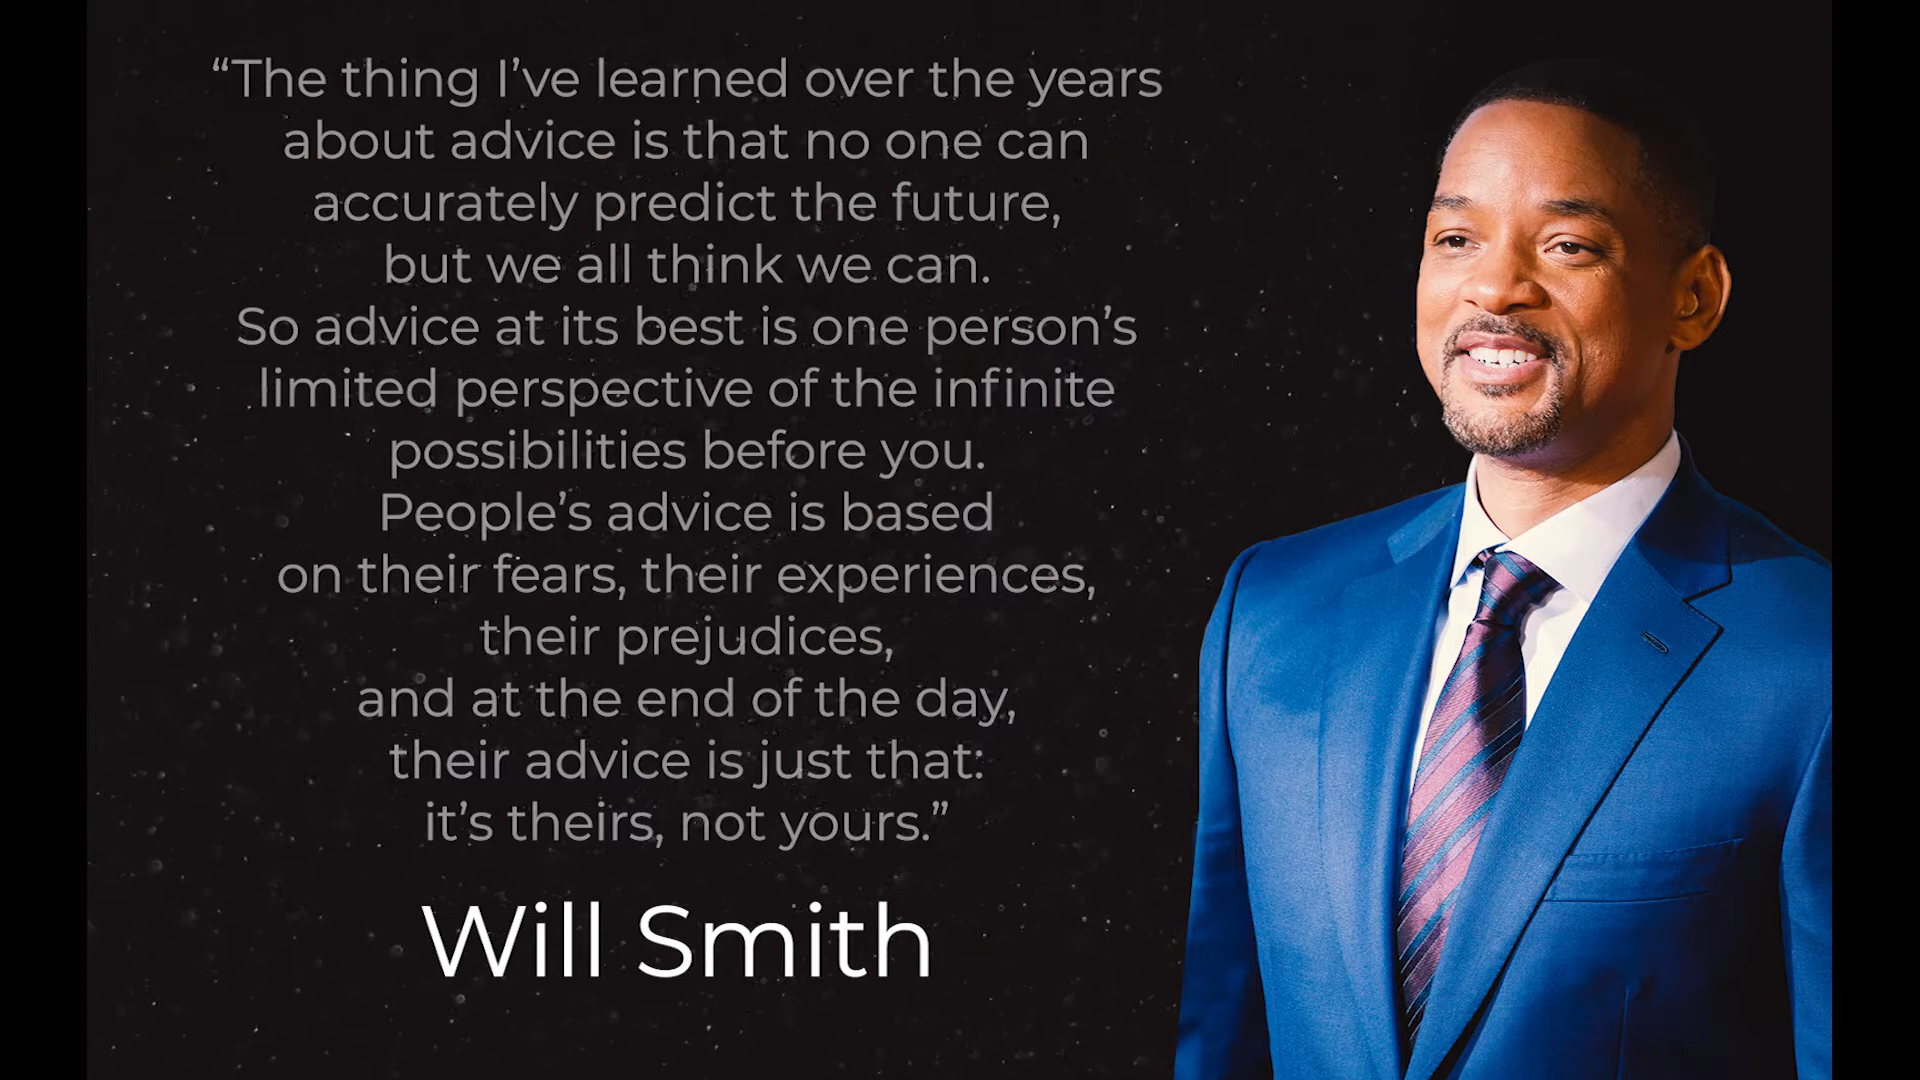 “The thing I’ve learned over the years
about advice is that no one can
accurately predict the future,
but we all think we can.
So advice at its best is one person’s
limited perspective of the infinite
possibilities before you.
People’s advice is based
on their fears, their experiences,
their prejudices,
and at the end of the day,
their advice is just that:
it’s theirs, not yours.”
Will Smith